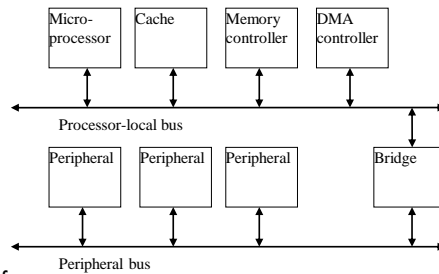 Micro-
processor
Cache
Memory
controller
DMA
controller
Processor-local bus
Peripheral
Peripheral
Peripheral
Bridge
Peripheral bus